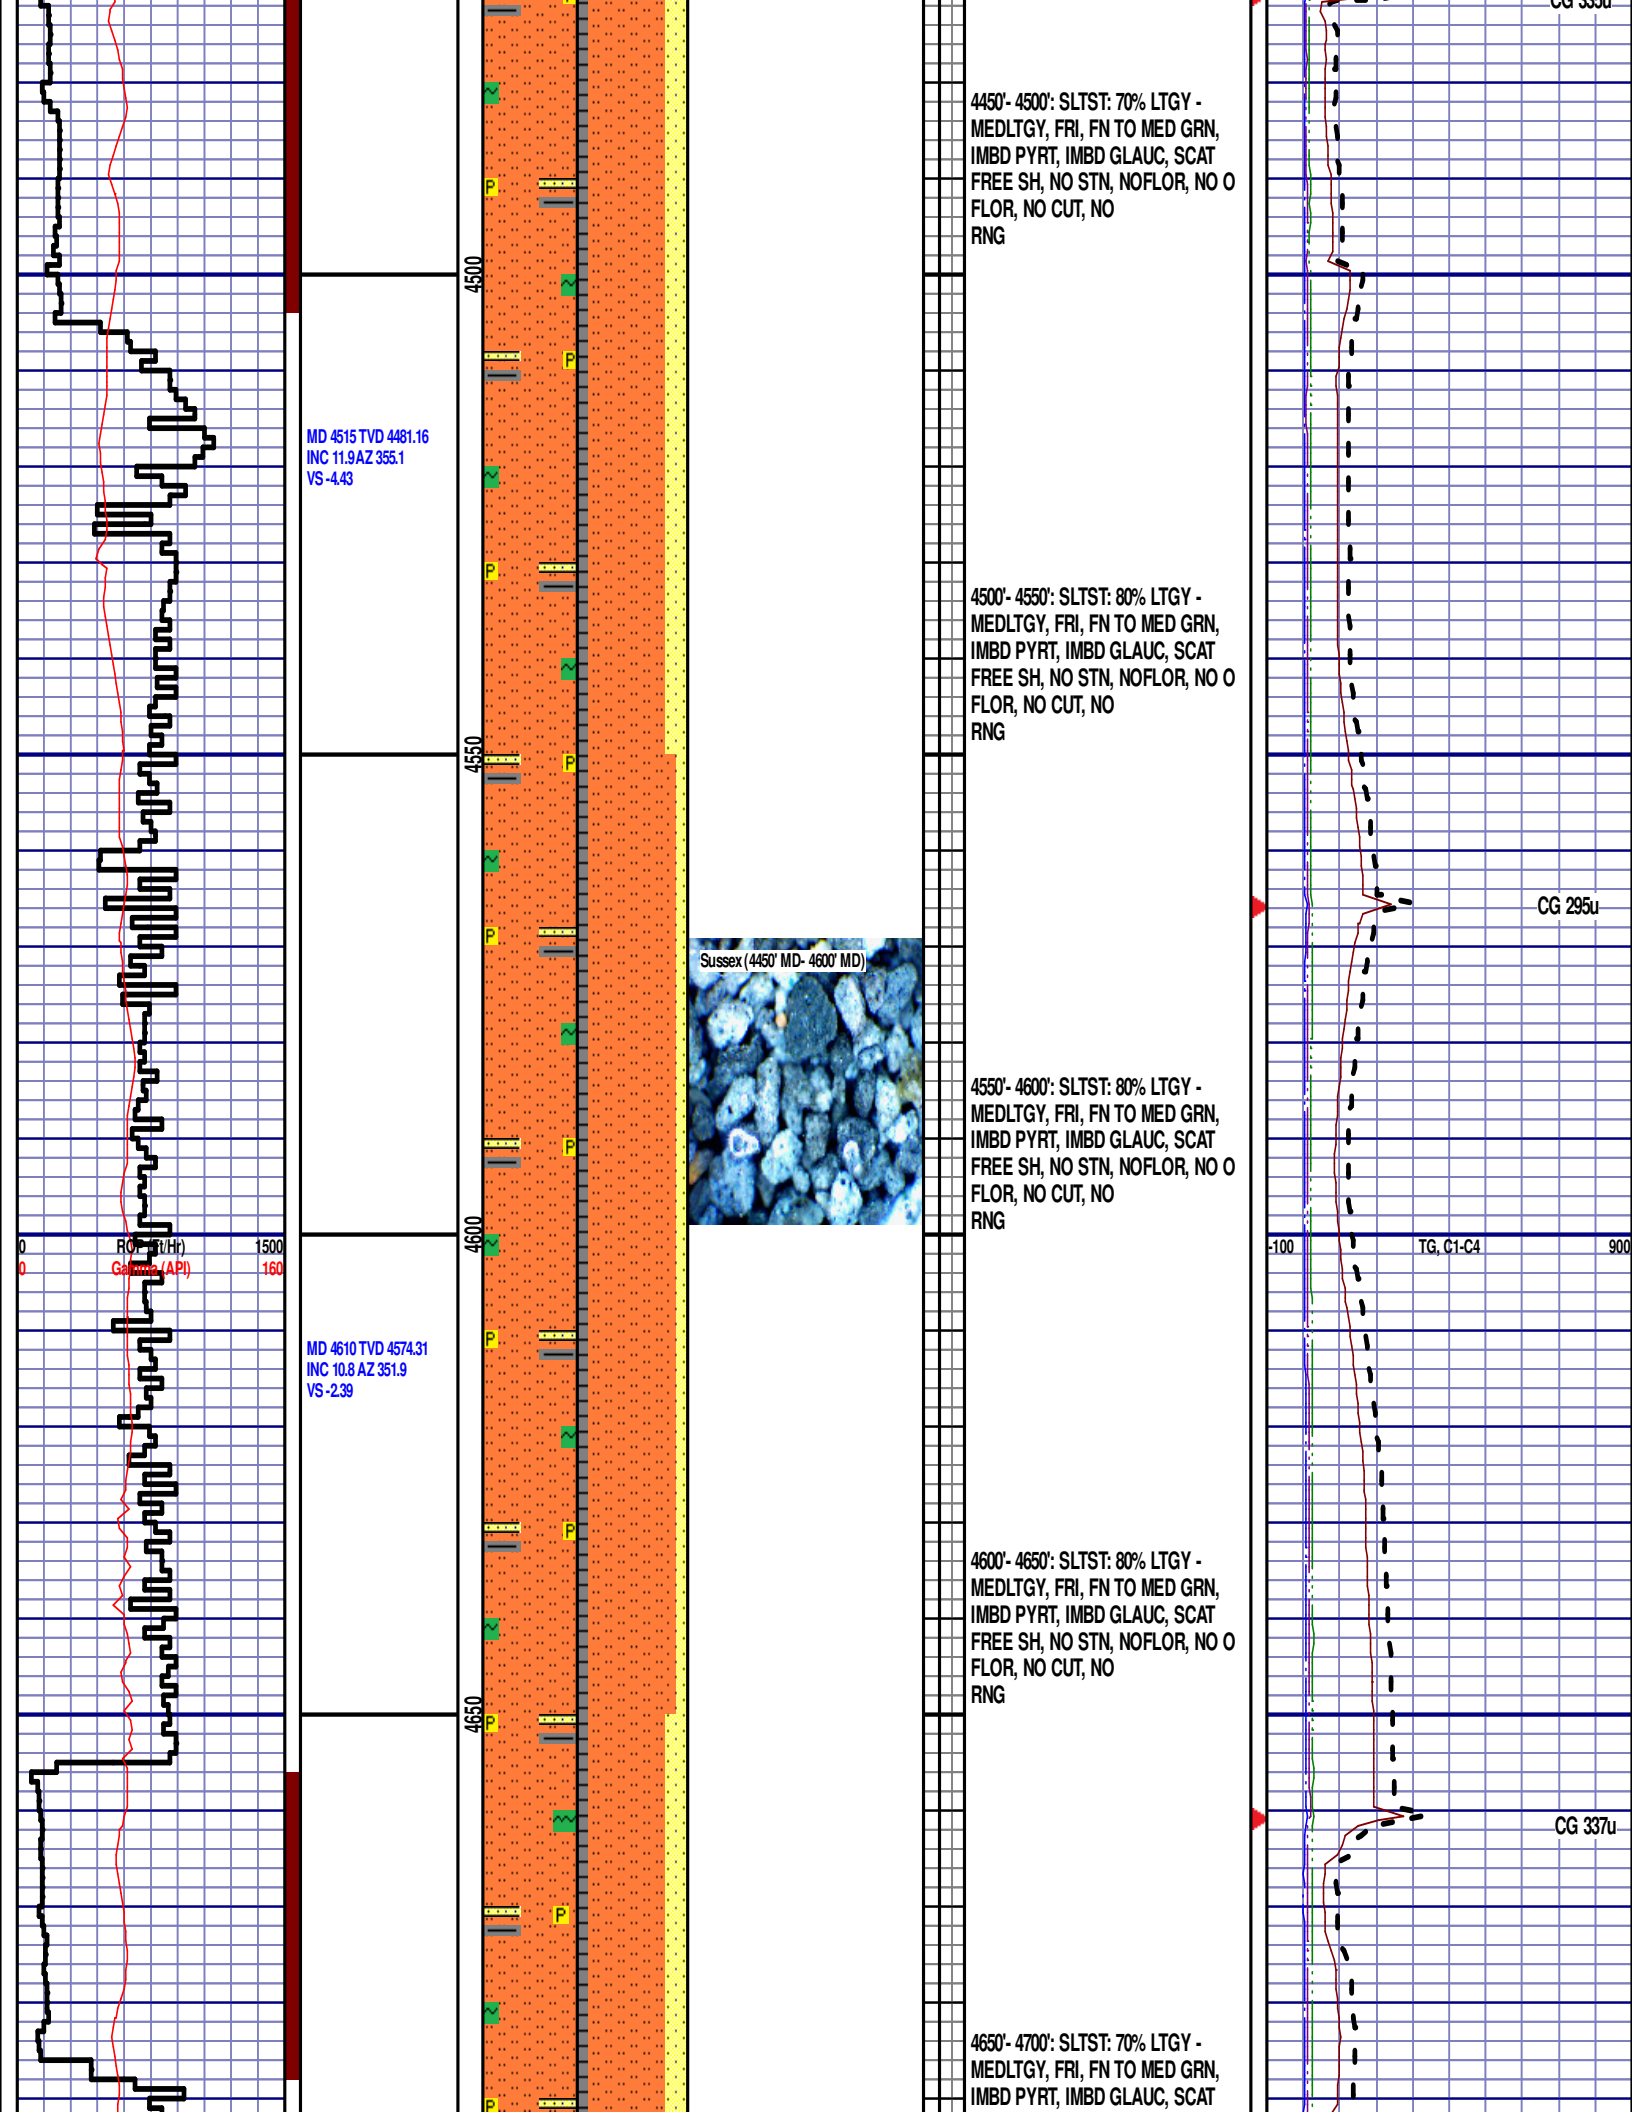 CG 335u
4450'- 4500': SLTST: 70% LTGY -
MEDLTGY, FRI, FN TO MED GRN,
IMBD PYRT, IMBD GLAUC, SCAT
FREE SH, NO STN, NOFLOR, NO O
FLOR, NO CUT, NO
RNG
P
4500
P
MD 4515 TVD 4481.16
INC 11.9 AZ 355.1
VS -4.43
P
4500'- 4550': SLTST: 80% LTGY -
MEDLTGY, FRI, FN TO MED GRN,
IMBD PYRT, IMBD GLAUC, SCAT
FREE SH, NO STN, NOFLOR, NO O
FLOR, NO CUT, NO
RNG
4550
P
CG 295u
P
Sussex (4450' MD- 4600' MD)
4550'- 4600': SLTST: 80% LTGY -
MEDLTGY, FRI, FN TO MED GRN,
IMBD PYRT, IMBD GLAUC, SCAT
FREE SH, NO STN, NOFLOR, NO O
FLOR, NO CUT, NO
RNG
P
4600
0 ROP (Ft/Hr) 1500
0 Gamma (API) 160
-100 TG, C1-C4 900
P
MD 4610 TVD 4574.31
INC 10.8 AZ 351.9
VS -2.39
P
4600'- 4650': SLTST: 80% LTGY -
MEDLTGY, FRI, FN TO MED GRN,
IMBD PYRT, IMBD GLAUC, SCAT
FREE SH, NO STN, NOFLOR, NO O
FLOR, NO CUT, NO
RNG
4650
P
CG 337u
P
4650'- 4700': SLTST: 70% LTGY -
MEDLTGY, FRI, FN TO MED GRN,
IMBD PYRT, IMBD GLAUC, SCAT
P